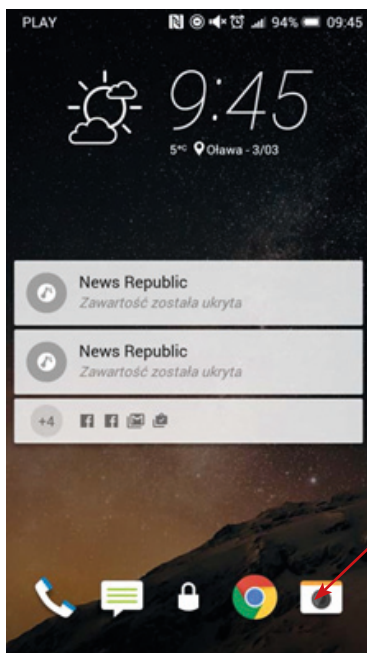 PLAY 94% 09:45
9:45
5°C Oława - 3/03
News Republic
Zawartość została ukryta
News Republic
Zawartość została ukryta
+4